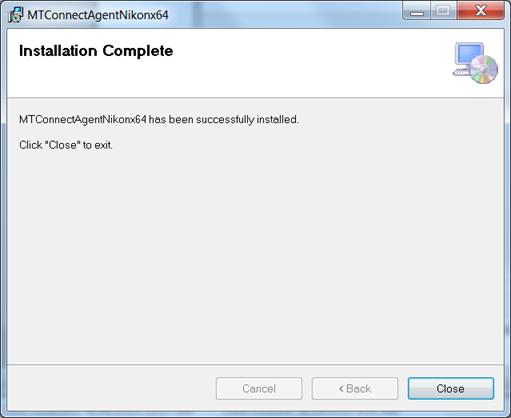 MTConnectAgentNikonx64
Installation Complete
MTConnectAgentNikonx64 has been successfully installed.
Click "Close" to exit.
Cancel
< Back
Close